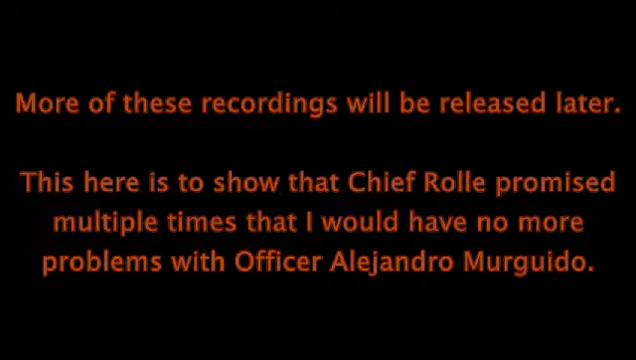 More of these recordings will be released later.
This here is to show that Chief Rolle promised
multiple times that I would have no more
problems with Officer Alejandro Murguido.